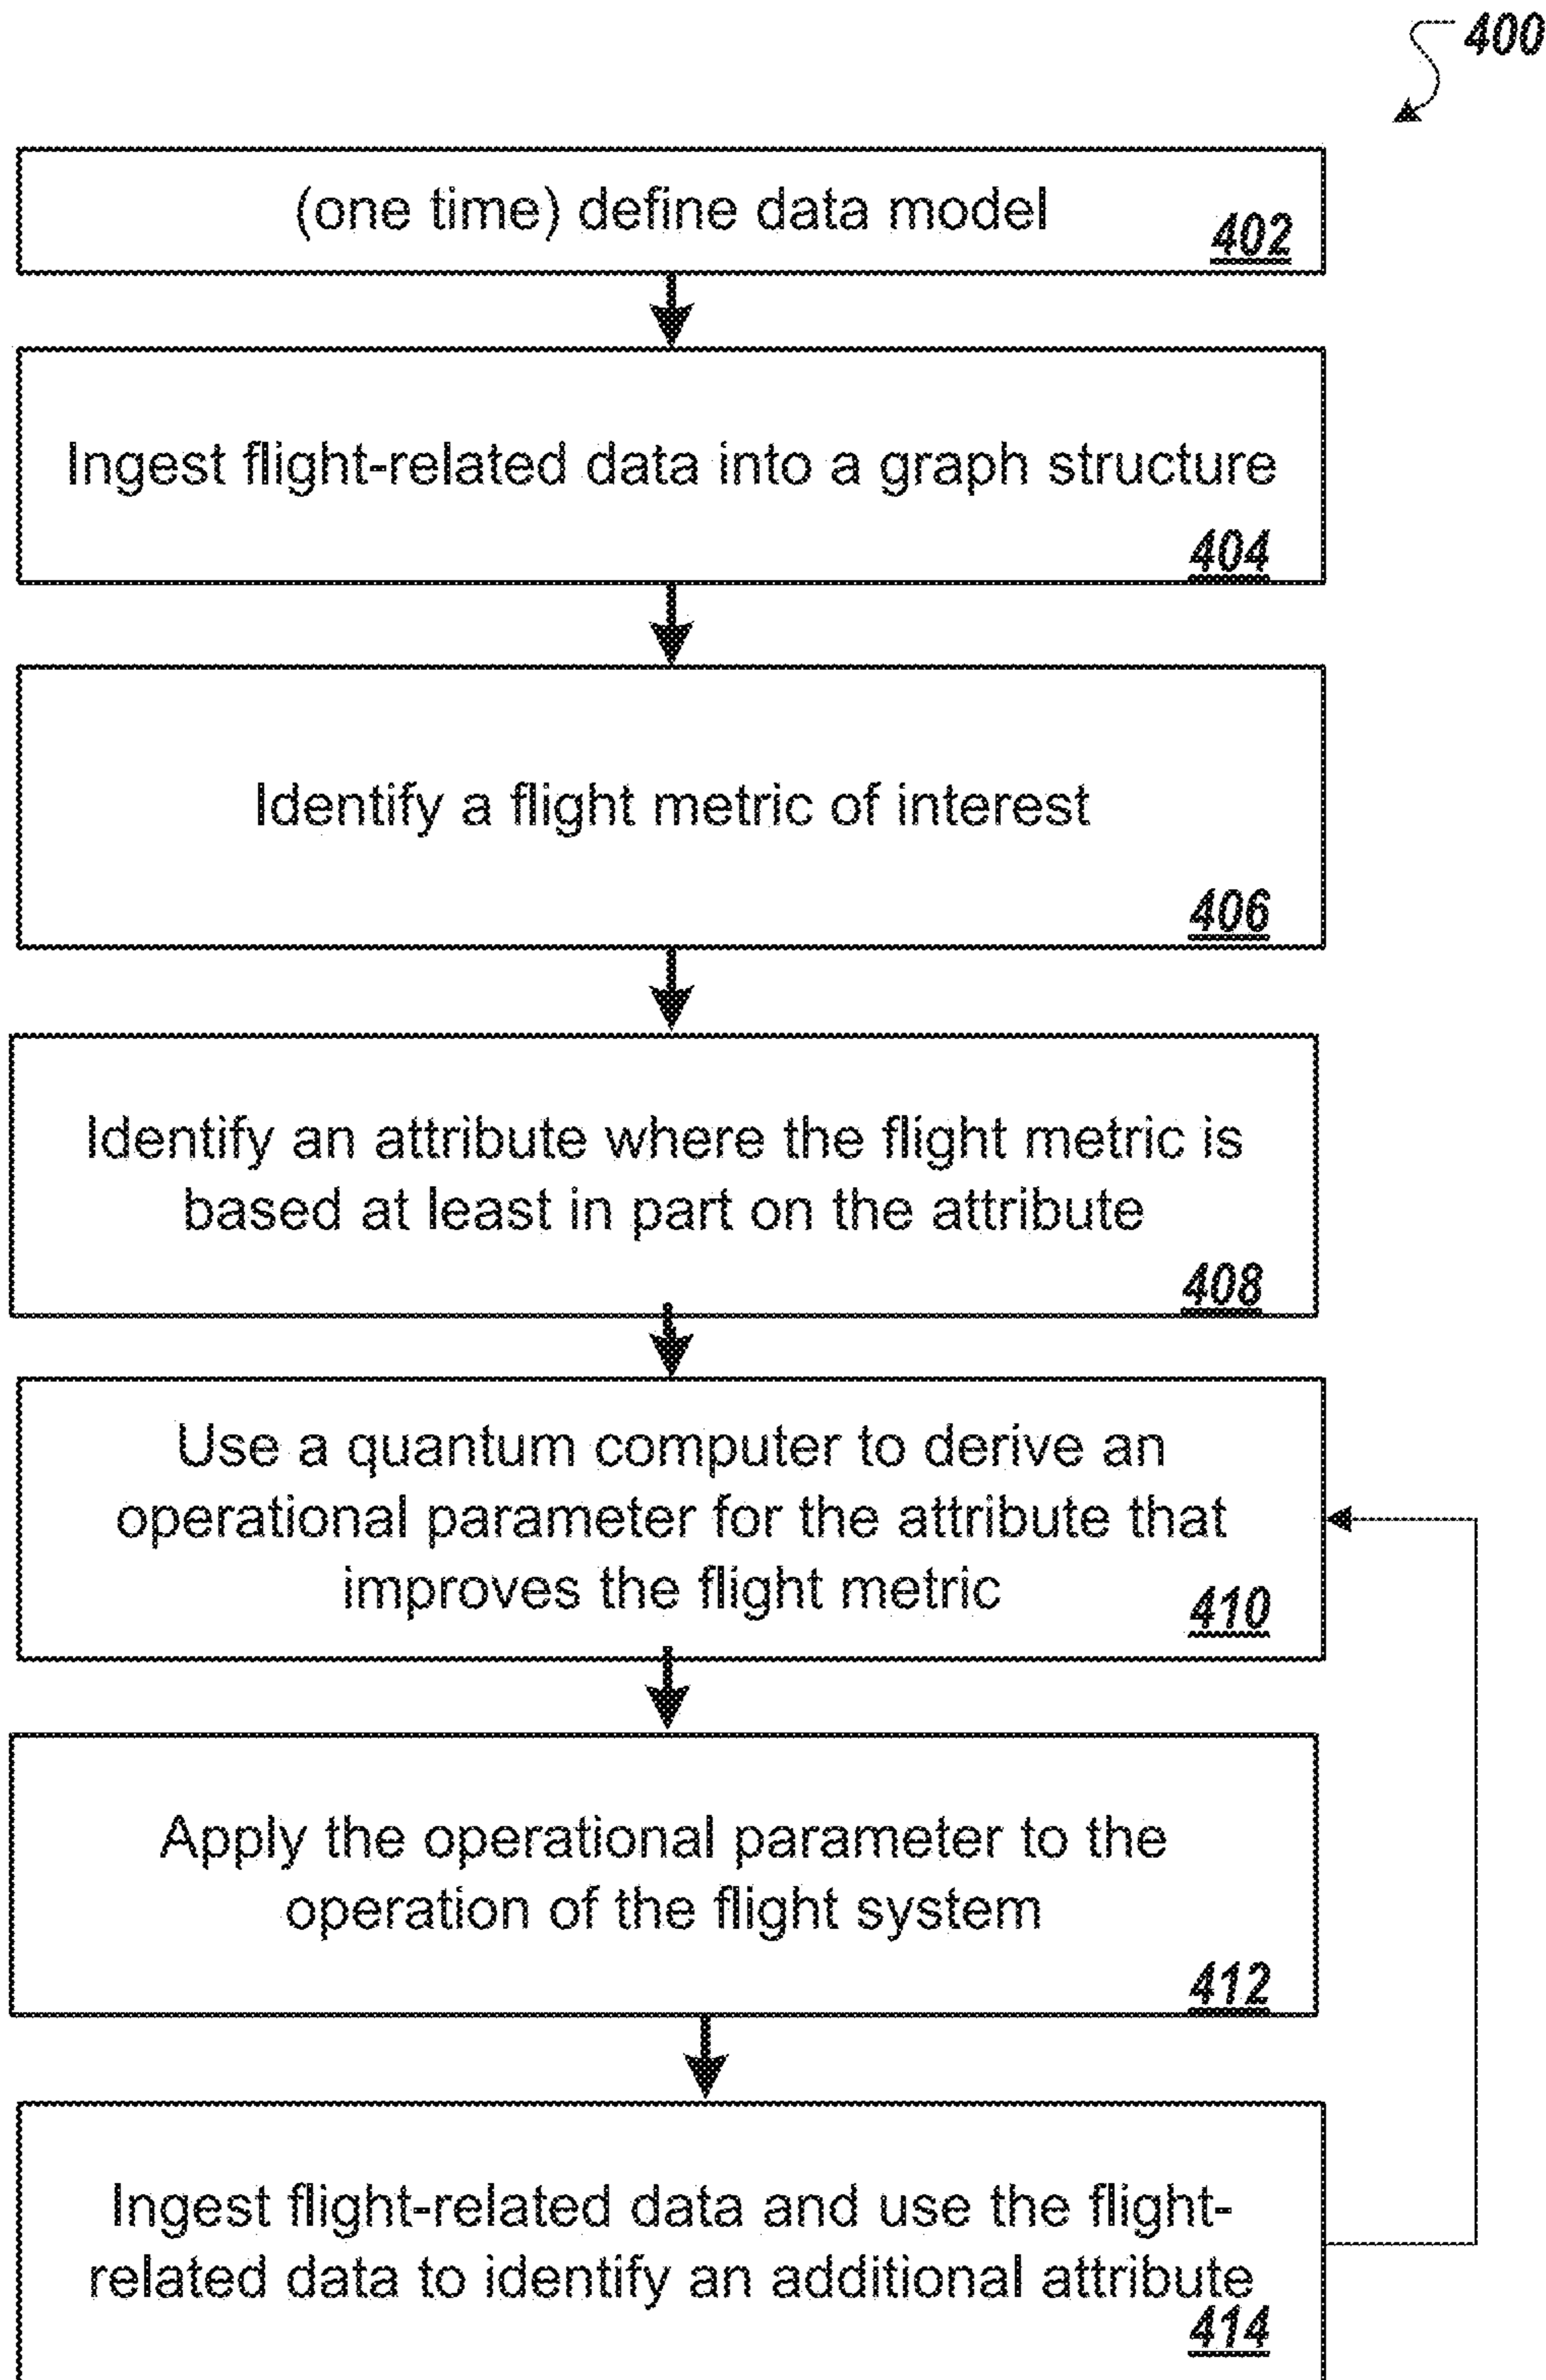 400
(one time) define data model
402
Ingest flight-related data into a graph structure
404
Identify a flight metric of interest
406
Identify an attribute where the flight metric is
based at least in part on the attribute
408
Use a quantum computer to derive an
operational parameter for the attribute that
improves the flight metric
410
Apply the operational parameter to the
operation of the flight system
412
Ingest flight-related data and use the flight-
related data to identify an additional attribute
414